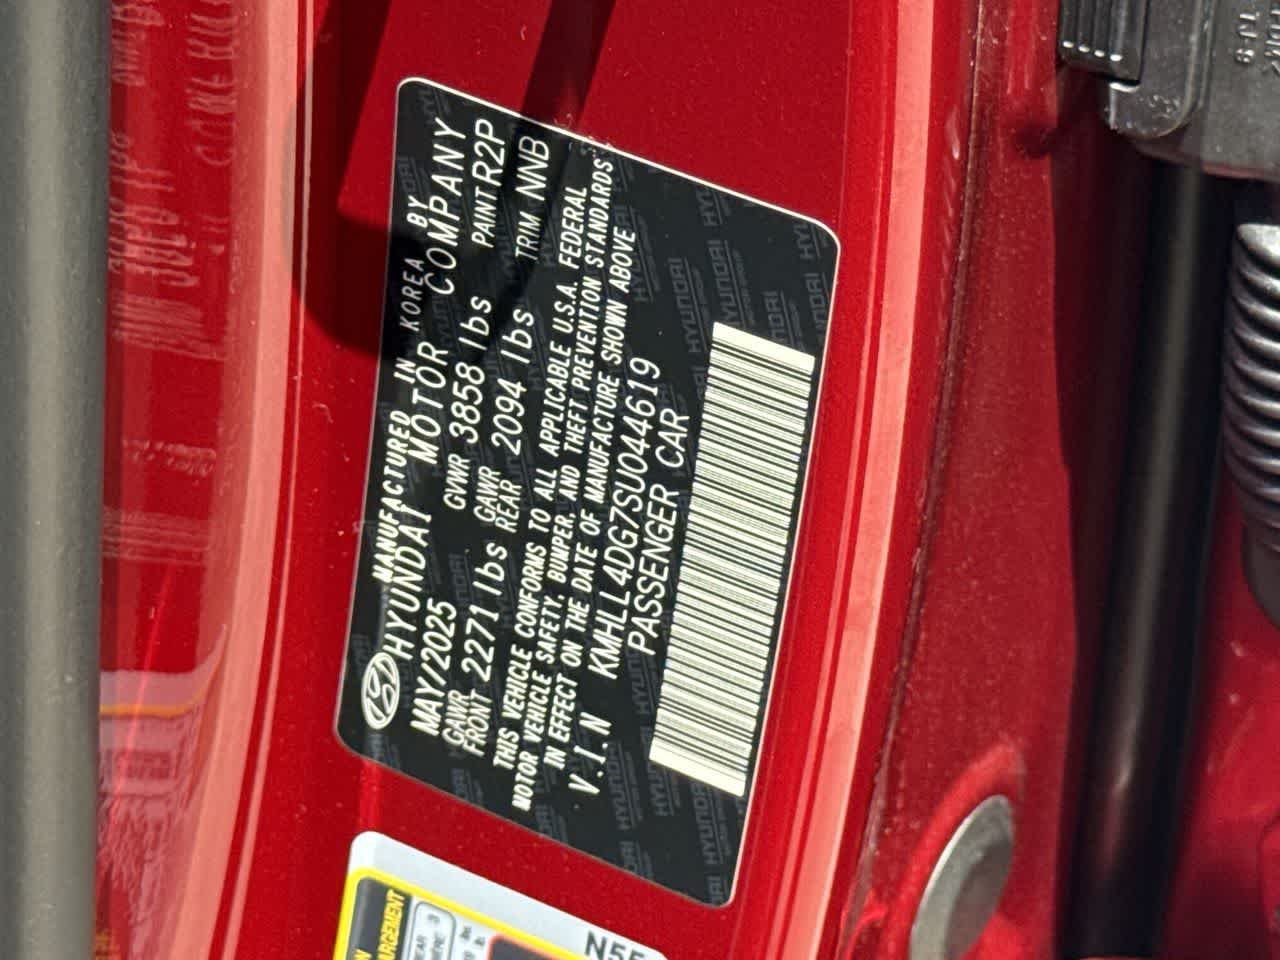 MANUFACTURED IN KOREA BY
HYUNDAI MOTOR COMPANY
MAY/2025 GVWR 3858 lbs PAINT R2P
GAWR FRONT 2271 lbs GAWR REAR 2094 lbs TRIM NNB
THIS VEHICLE CONFORMS TO ALL APPLICABLE U.S.A. FEDERAL
MOTOR VEHICLE SAFETY, BUMPER, AND THEFT PREVENTION STANDARDS
IN EFFECT ON THE DATE OF MANUFACTURE SHOWN ABOVE
V.I.N KMHLL4DG7SU044619
PASSENGER CAR
HYUNDAI